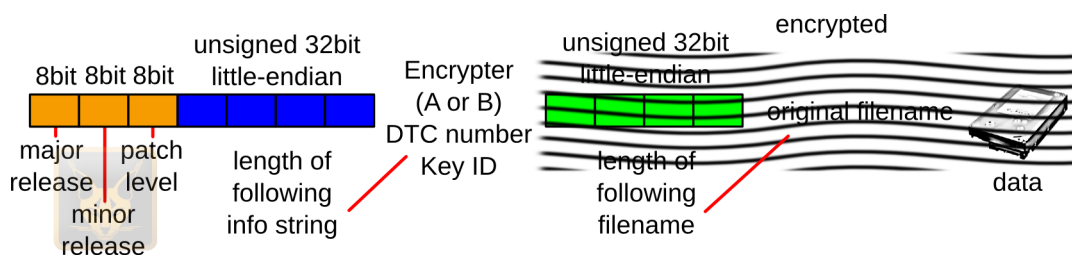 8bit 8bit 8bit
unsigned 32bit
little-endian
major
release
minor
release
patch
level
length of
following
info string
Encrypter
(A or B)
DTC number
Key ID
encrypted
unsigned 32bit
little-endian
length of
following
filename
original filename
data